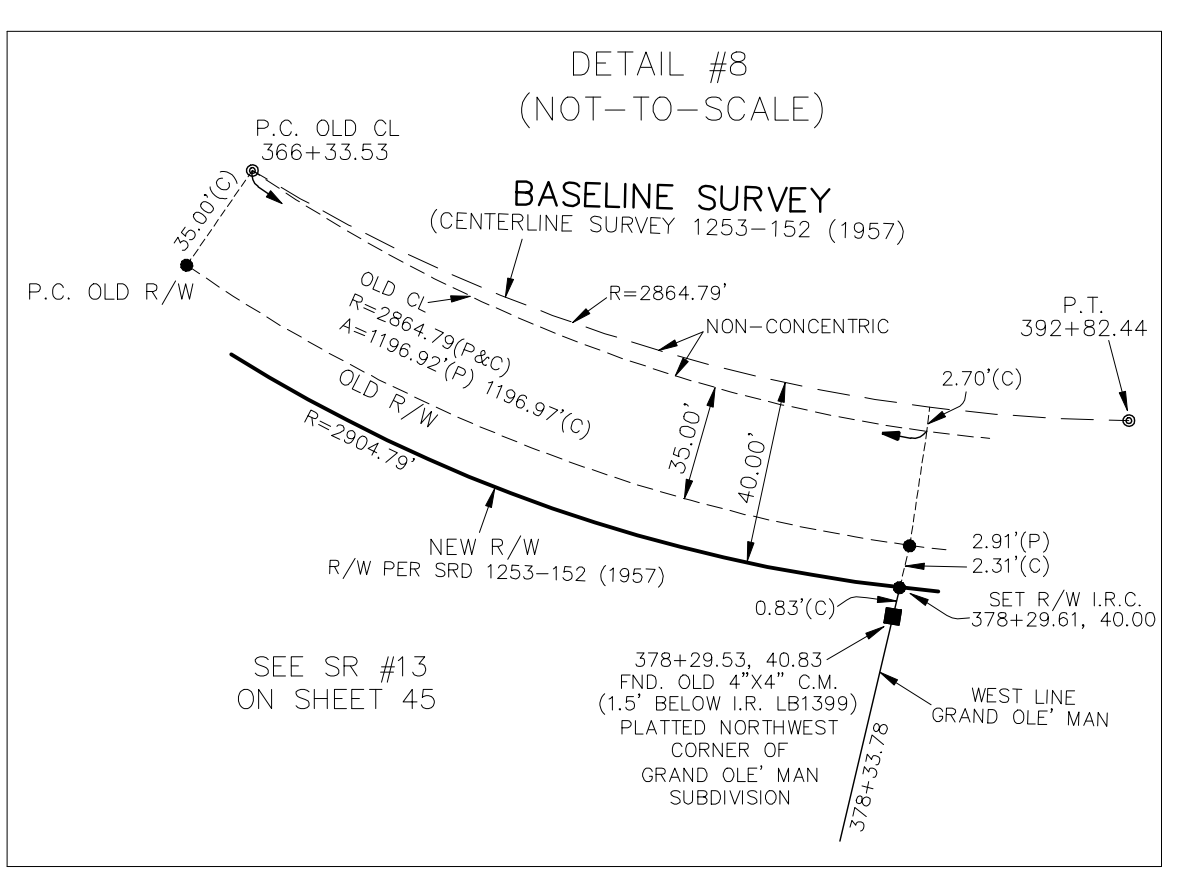 DETAIL #8
(NOT-TO-SCALE)
P.C. OLD CL
366+33.53
35.00'(C)
BASELINE SURVEY
(CENTERLINE SURVEY 1253-152 (1957)
P.C. OLD R/W
OLD CL
R=2864.79(P&C)
A=1196.92'(P) 1196.97'(C)
R=2864.79'
NON-CONCENTRIC
P.T.
392+82.44
2.70'(C)
OLD R/W
R=2904.79'
35.00'
40.00'
NEW R/W
R/W PER SRD 1253-152 (1957)
2.91'(P)
2.31'(C)
0.83'(C)
SET R/W I.R.C.
378+29.61, 40.00
SEE SR #13
ON SHEET 45
378+29.53, 40.83
FND. OLD 4"X4" C.M.
(1.5' BELOW I.R. LB1399)
PLATTED NORTHWEST
CORNER OF
GRAND OLE' MAN
SUBDIVISION
WEST LINE
GRAND OLE' MAN
378+33.78